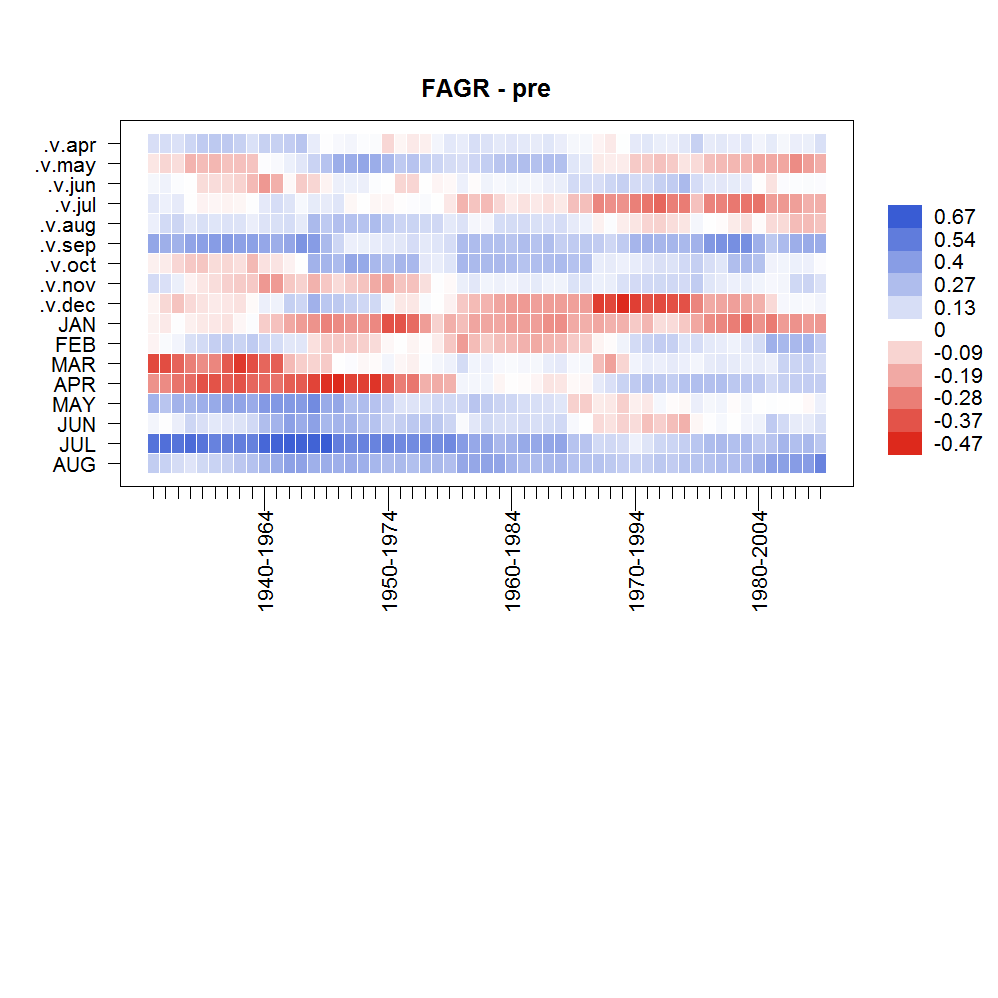 FAGR - pre
.v.apr
.v.may
.v.jun
.v.jul
.v.aug
.v.sep
.v.oct
.v.nov
.v.dec
JAN
FEB
MAR
APR
MAY
JUN
JUL
AUG
0.67
0.54
0.4
0.27
0.13
0
-0.09
-0.19
-0.28
-0.37
-0.47
1940-1964
1950-1974
1960-1984
1970-1994
1980-2004